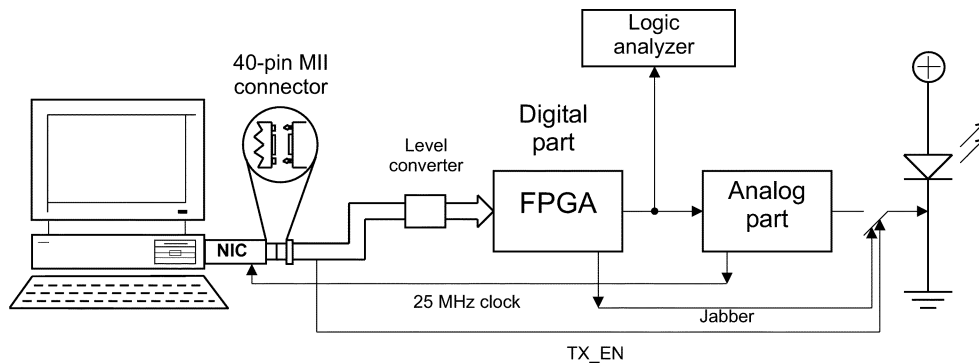 Logic
analyzer
40-pin MII
connector
Digital
part
Level
converter
FPGA
Analog
part
NIC
25 MHz clock
Jabber
TX_EN